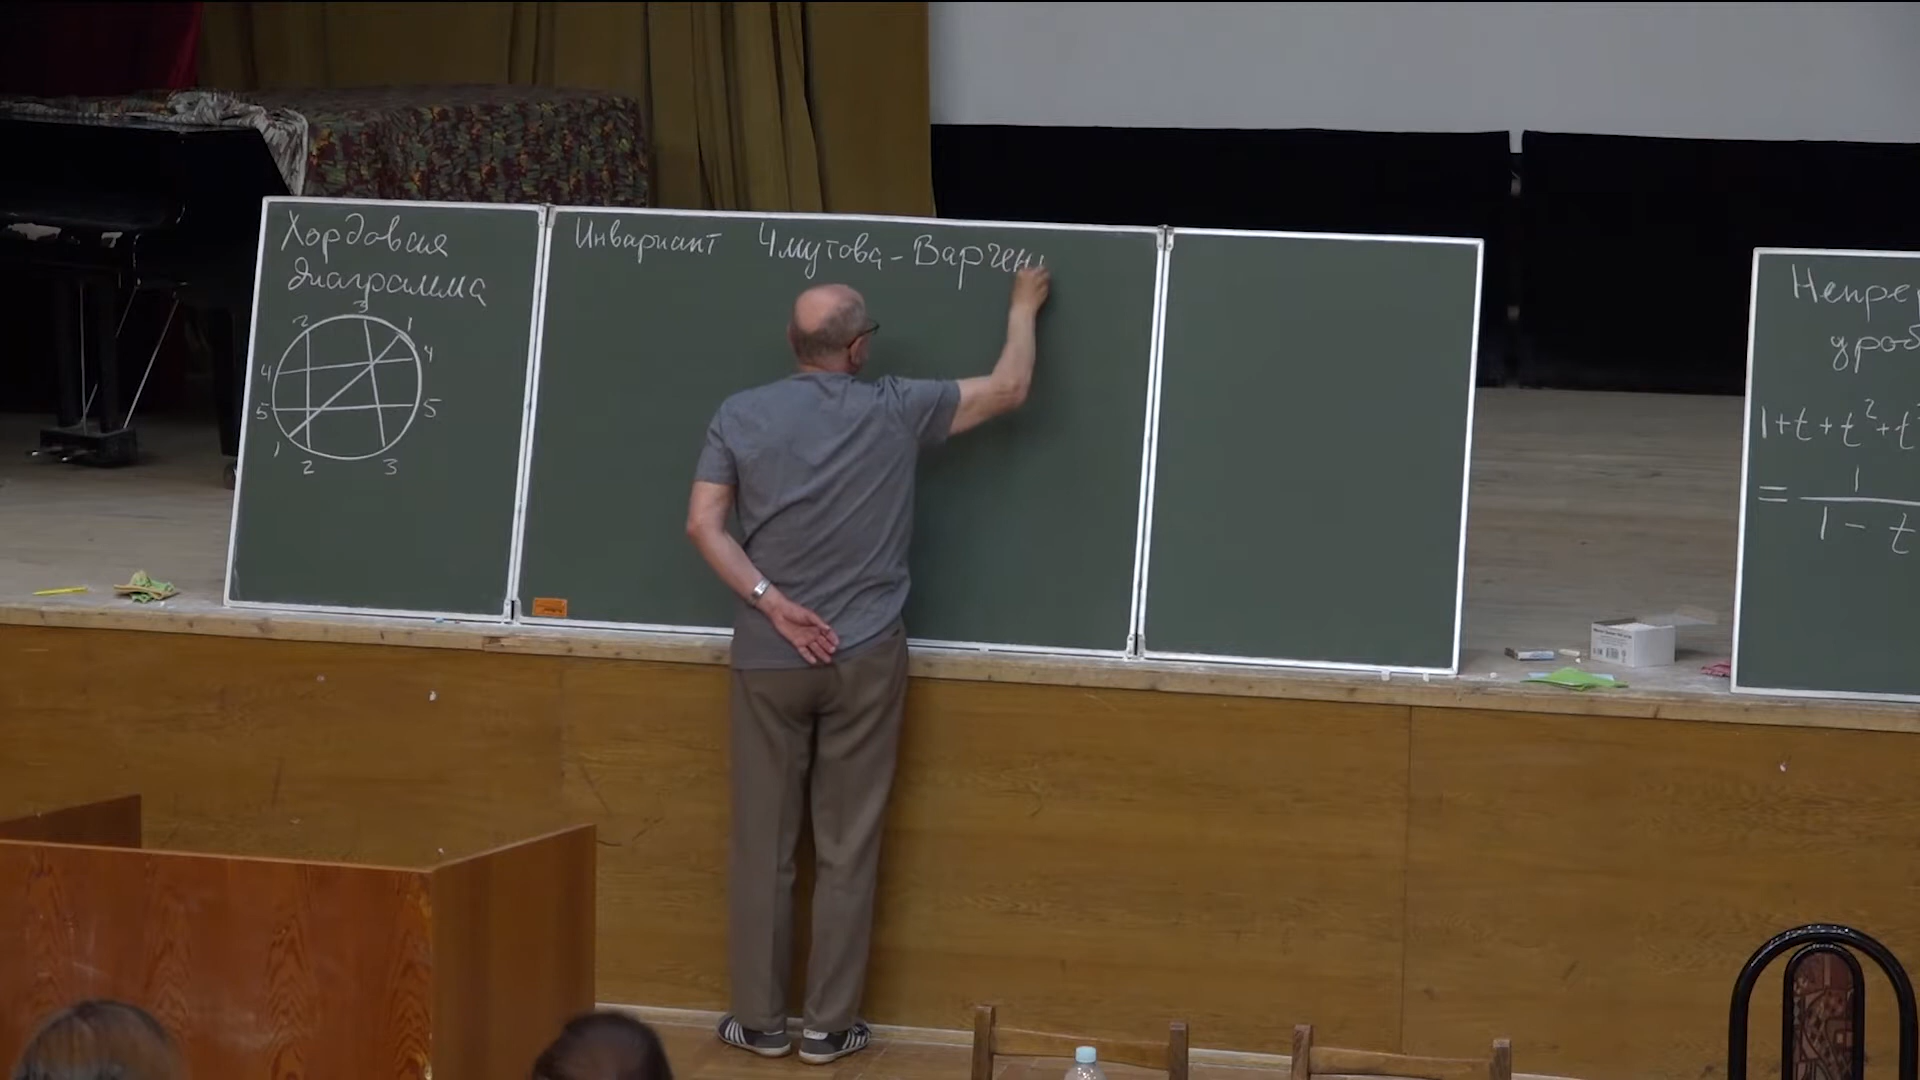 Хордовая
диаграмма
3
2 1
4 4
5 5
1
2 3
Инвариант Чмутова-Варчен
Непре
1+t+t²+t
= 1
1-t